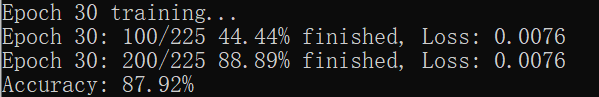 Epoch 30 training...
Epoch 30: 100/225 44.44% finished, Loss: 0.0076
Epoch 30: 200/225 88.89% finished, Loss: 0.0076
Accuracy: 87.92%